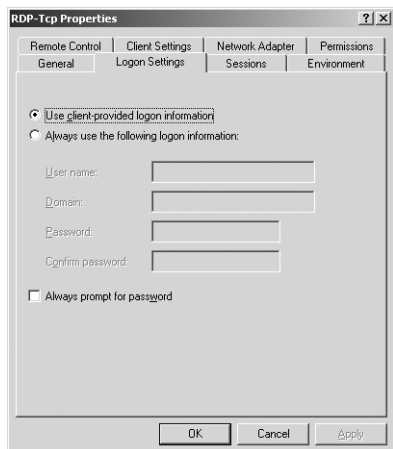 RDP-Tcp Properties
Remote Control Client Settings Network Adapter Permissions
General Logon Settings Sessions Environment
Use client-provided logon information
Always use the following logon information:
User name:
Domain:
Password:
Confirm password:
Always prompt for password
OK Cancel Apply